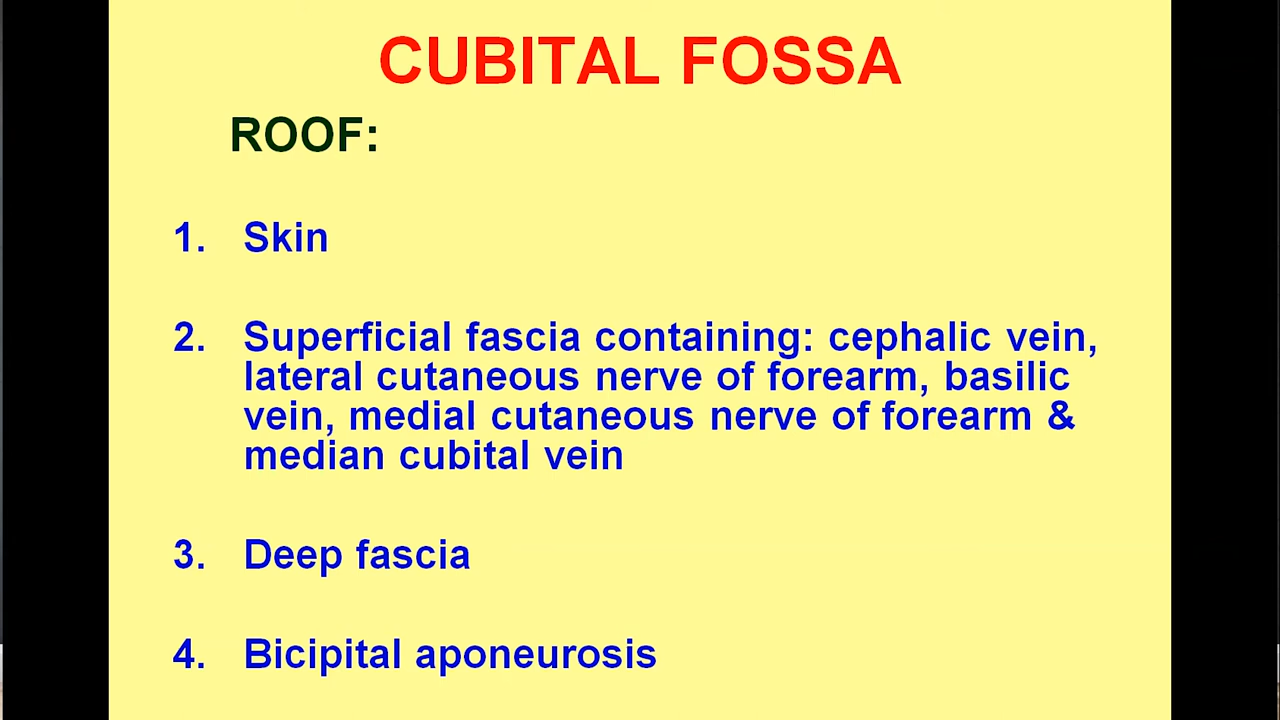 CUBITAL FOSSA
ROOF:
1. Skin
2. Superficial fascia containing: cephalic vein,
lateral cutaneous nerve of forearm, basilic
vein, medial cutaneous nerve of forearm &
median cubital vein
3. Deep fascia
4. Bicipital aponeurosis